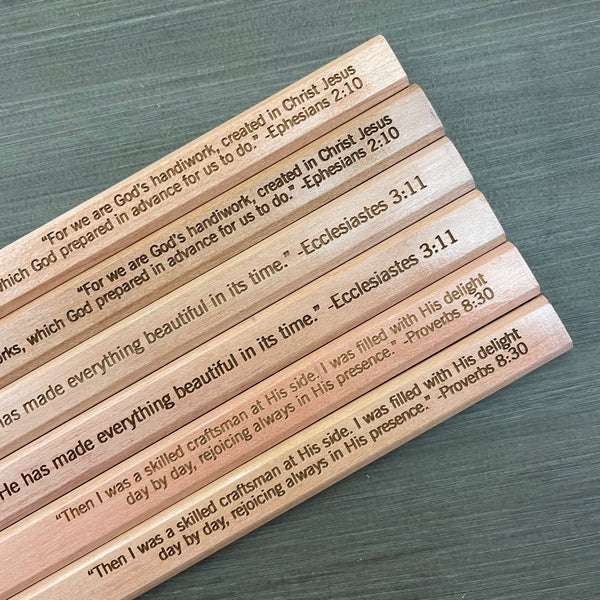 "For we are God's handiwork, created in Christ Jesus
which God prepared in advance for us to do." -Ephesians 2:10
"For we are God's handwork, created in Christ Jesus
which God prepared in advance for us to do." -Ephesians 2:10
has made everything beautiful in its time." -Ecclesiastes 3:11
He has made everything beautiful in its time." -Ecclesiastes 3:11
"Then I was a skilled craftsman at His side. I was filled with His delight
day by day, rejoicing always in His presence." -Proverbs 8:30
"Then I was a skilled craftsman at His side. I was filled with His delight
day by day, rejoicing always in His presence." -Proverbs 8:30